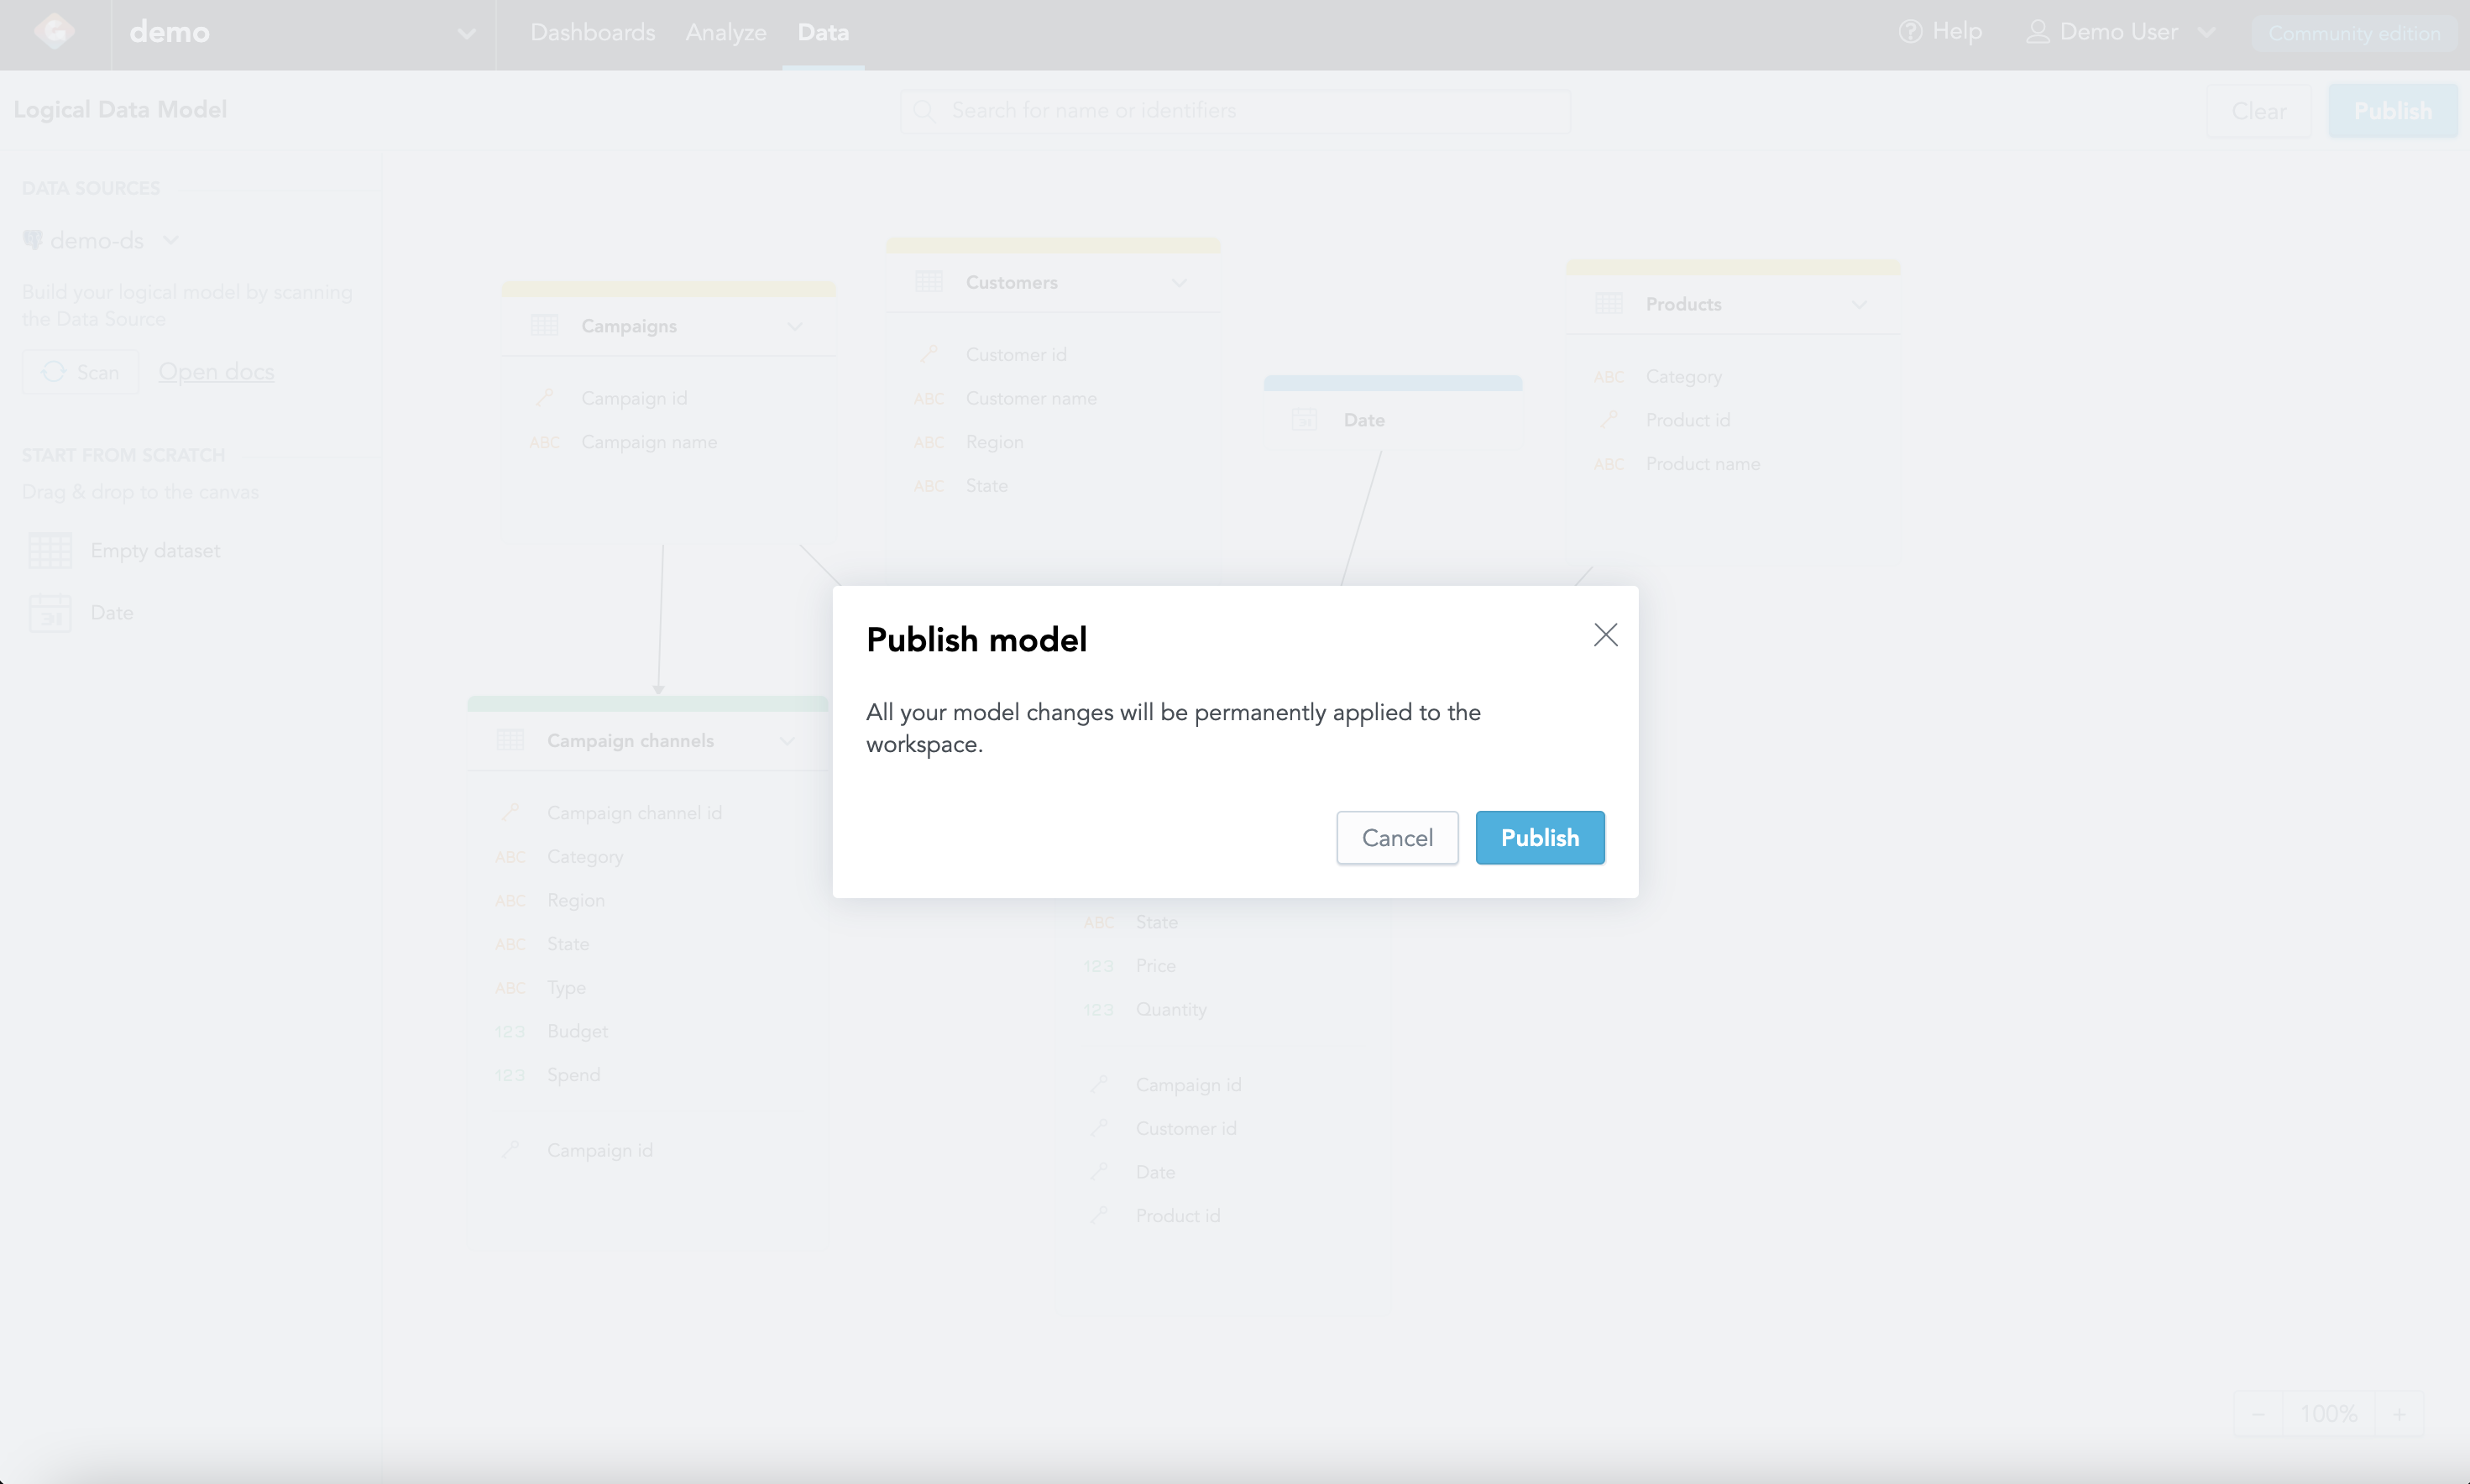 demo
Dashboards
Analyze
Data
Help
Demo User
Community edition
Logical Data Model
Search for name or identifiers
Clear
Publish
DATA SOURCES
demo-ds
Build your logical model by scanning
the Data Source
Scan
Open docs
START FROM SCRATCH
Drag & drop to the canvas
Empty dataset
31
Date
Campaigns
Campaign id
ABC Campaign name
Customers
Customer id
ABC Customer name
ABC Region
ABC State
31 Date
Products
ABC Category
Product id
ABC Product name
Publish model
All your model changes will be permanently applied to the
workspace.
Cancel
Publish
Campaign channels
Campaign channel id
ABC Category
ABC Region
ABC State
ABC Type
123 Budget
123 Spend
Campaign id
ABC State
123 Price
123 Quantity
Campaign id
Customer id
Date
Product id
− 100% +